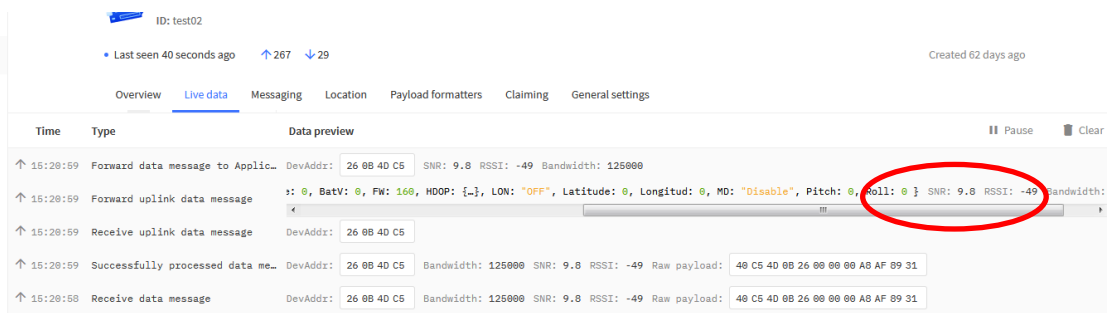 ID: test02
Last seen 40 seconds ago ↑267 ↓29 Created 62 days ago
Overview Live data Messaging Location Payload formatters Claiming General settings
Time Type Data preview Pause Clear
↑ 15:20:59 Forward data message to Applic… DevAddr: 26 0B 4D C5 SNR: 9.8 RSSI: -49 Bandwidth: 125000
↑ 15:20:59 Forward uplink data message e: 0, BatV: 0, FW: 160, HDOP: {…}, LON: "OFF", Latitude: 0, Longitud: 0, MD: "Disable", Pitch: 0, Roll: 0 } SNR: 9.8 RSSI: -49 Bandwidth:
↑ 15:20:59 Receive uplink data message DevAddr: 26 0B 4D C5
↑ 15:20:59 Successfully processed data me… DevAddr: 26 0B 4D C5 Bandwidth: 125000 SNR: 9.8 RSSI: -49 Raw payload: 40 C5 4D 0B 26 00 00 00 A8 AF 89 31
↑ 15:20:58 Receive data message DevAddr: 26 0B 4D C5 Bandwidth: 125000 SNR: 9.8 RSSI: -49 Raw payload: 40 C5 4D 0B 26 00 00 00 A8 AF 89 31